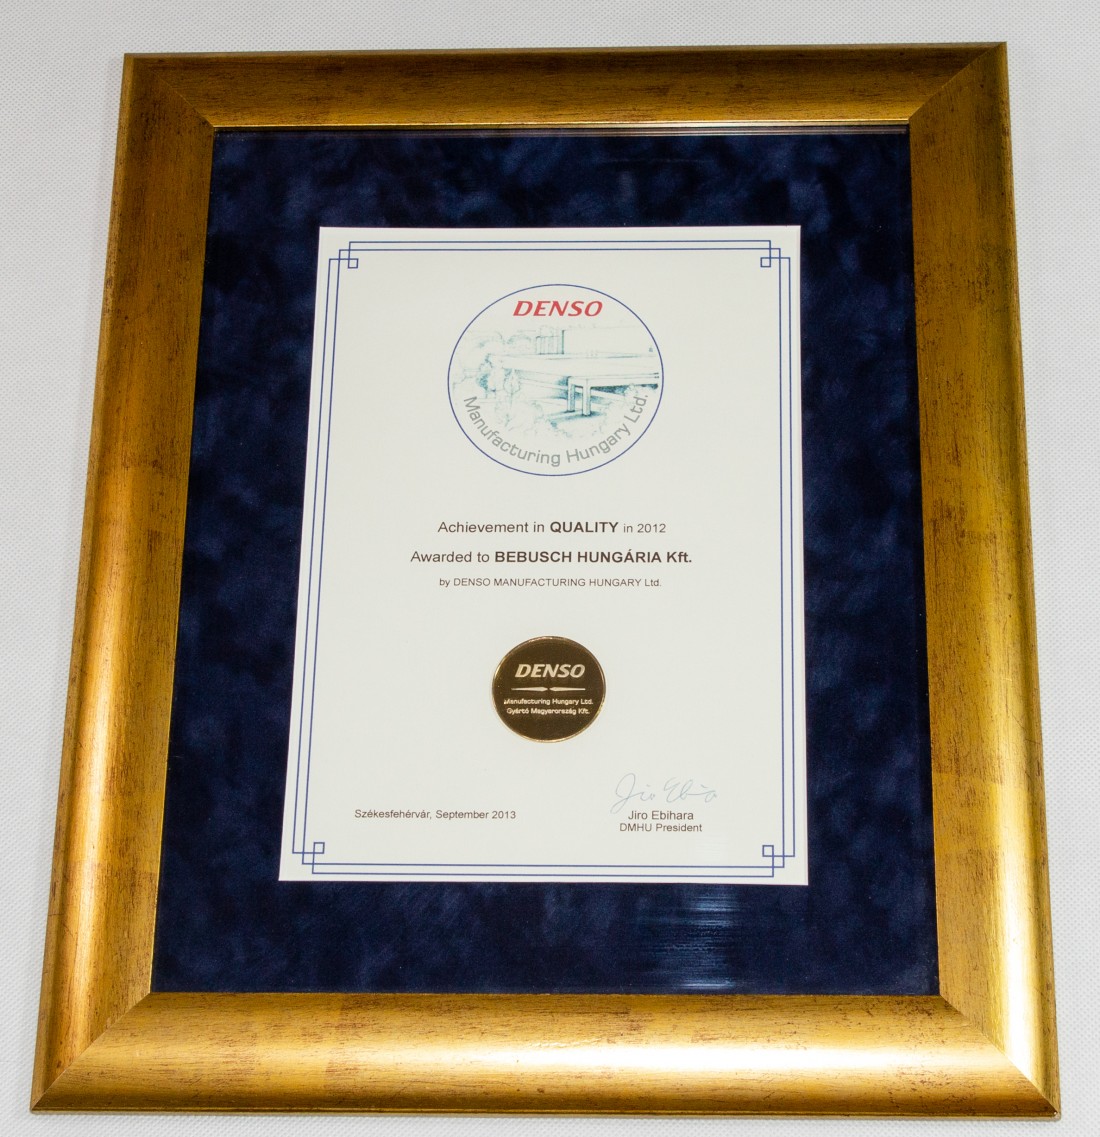 DENSO
Manufacturing Hungary Ltd.
Achievement in QUALITY in 2012
Awarded to BEBUSCH HUNGÁRIA Kft.
by DENSO MANUFACTURING HUNGARY Ltd.
DENSO
Manufacturing Hungary Ltd.
Gyártó Magyarország Kft.
Jiro Ebihara
Székesfehérvár, September 2013
DMHU President